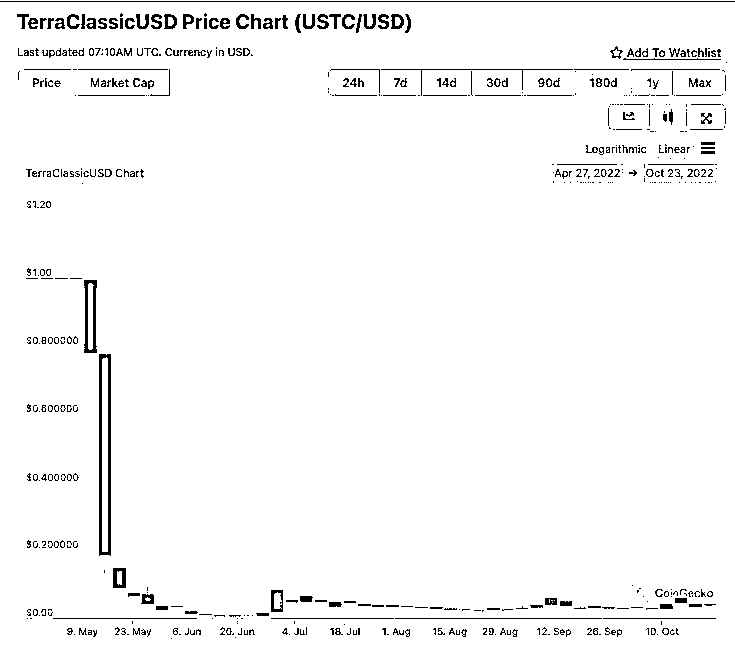 TerraClassicUSD Price Chart (USTC/USD)
Last updated 07:10AM UTC. Currency in USD.
Add To Watchlist
Price Market Cap
24h 7d 14d 30d 90d 180d 1y Max
Logarithmic Linear
TerraClassicUSD Chart
Apr 27, 2022 → Oct 23, 2022
$1.20
$1.00
$0.800000
$0.600000
$0.400000
$0.200000
$0.00
CoinGecko
9. May 23. May 6. Jun 20. Jun 4. Jul 18. Jul 1. Aug 15. Aug 29. Aug 12. Sep 26. Sep 10. Oct